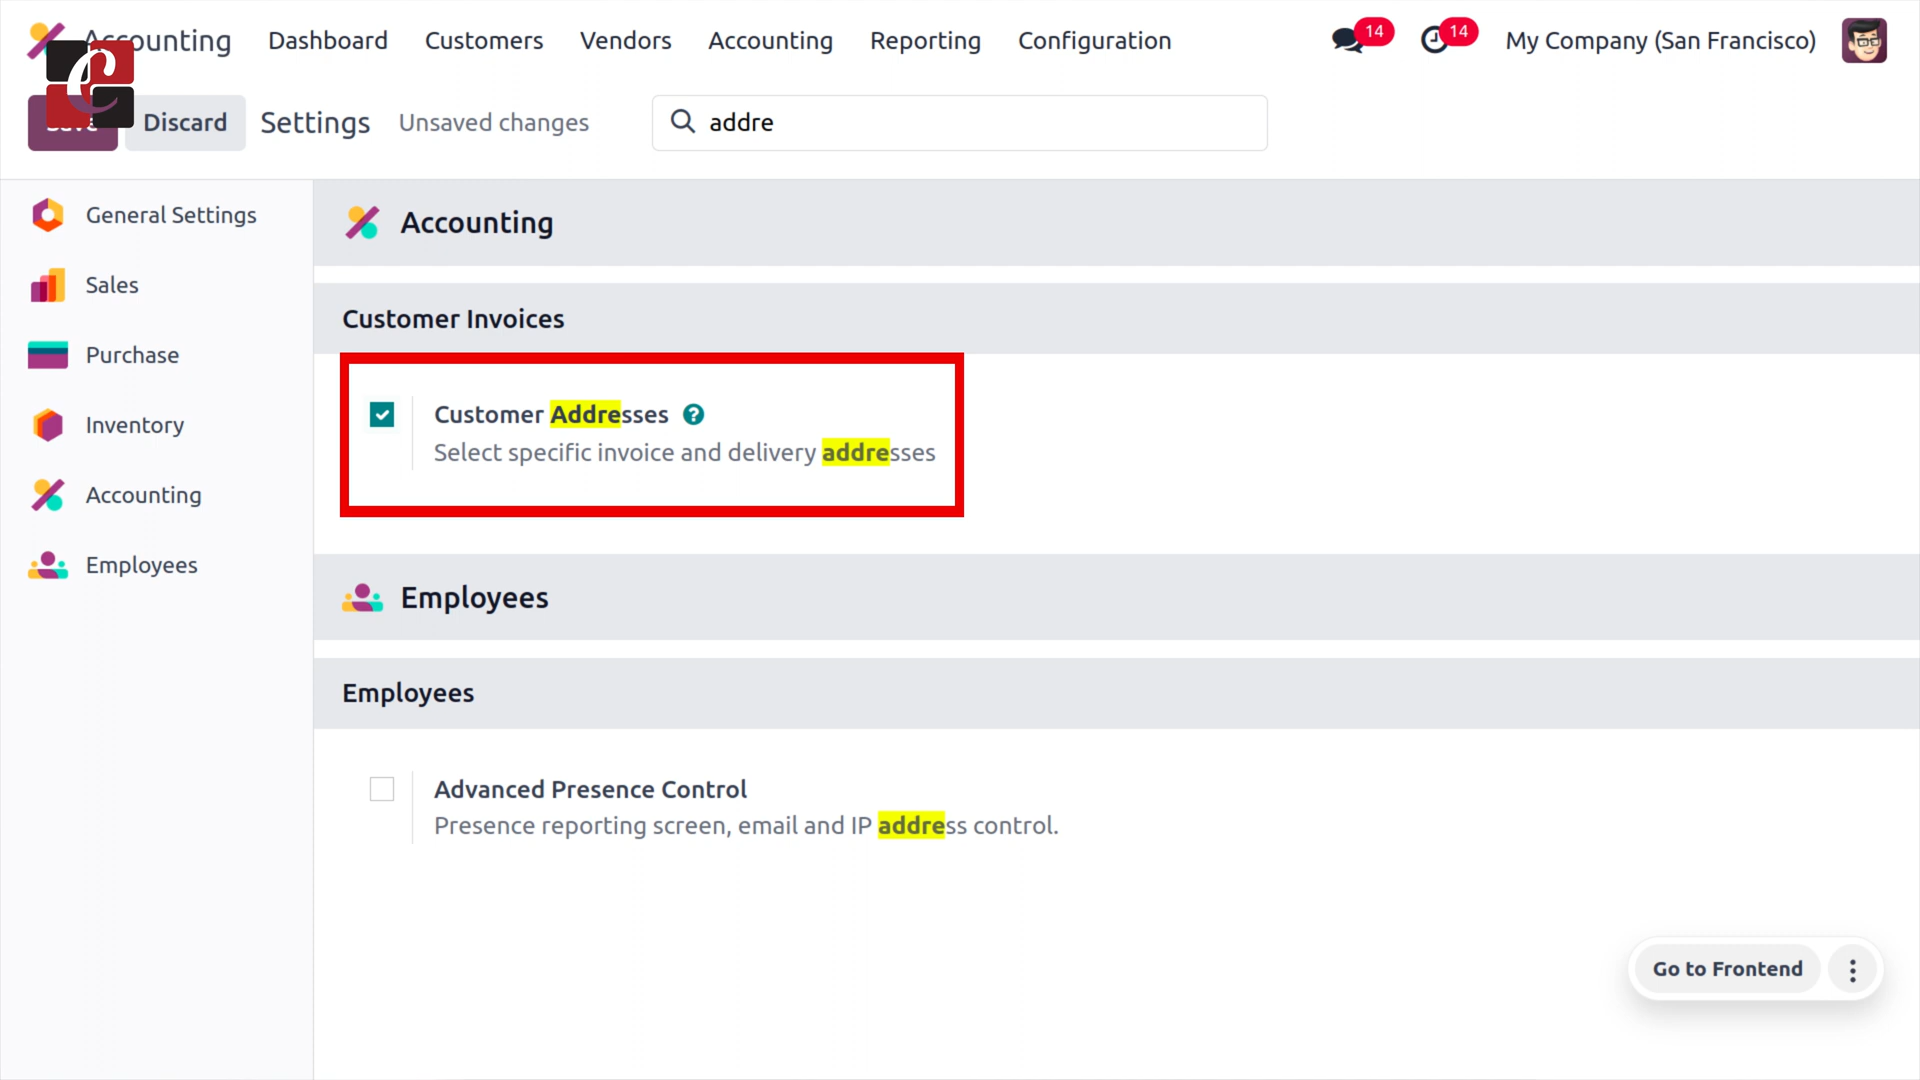 Accounting Dashboard Customers Vendors Accounting Reporting Configuration 14 14 My Company (San Francisco)
Save Discard Settings Unsaved changes addre
General Settings
Sales
Purchase
Inventory
Accounting
Employees
Accounting
Customer Invoices
Customer Addresses ?
Select specific invoice and delivery addresses
Employees
Employees
Advanced Presence Control
Presence reporting screen, email and IP address control.
Go to Frontend